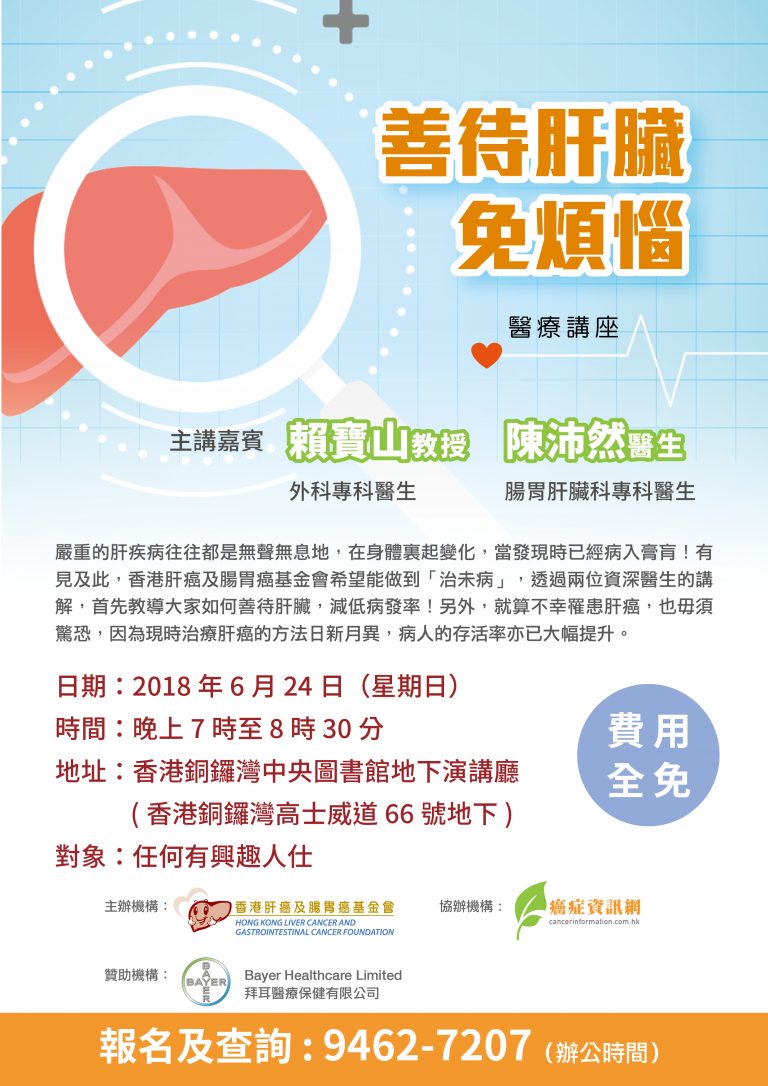 善待肝臟
免煩惱
醫療講座
主講嘉賓 賴寶山教授 陳沛然醫生
外科專科醫生 腸胃肝臟科專科醫生
嚴重的肝疾病往往都是無聲無息地，在身體裏起變化，當發現時已經病入膏肓！有
見及此，香港肝癌及腸胃癌基金會希望能做到「治未病」，透過兩位資深醫生的講
解，首先教導大家如何善待肝臟，減低病發率！另外，就算不幸罹患肝癌，也毋須
驚恐，因為現時治療肝癌的方法日新月異，病人的存活率亦已大幅提升。
日期：2018 年 6 月 24 日（星期日）
時間：晚上 7 時至 8 時 30 分
地址：香港銅鑼灣中央圖書館地下演講廳
( 香港銅鑼灣高士威道 66 號地下 )
對象：任何有興趣人仕
費用
全免
主辦機構： 香港肝癌及腸胃癌基金會
HONG KONG LIVER CANCER AND
GASTROINTESTINAL CANCER FOUNDATION
協辦機構： 癌症資訊網
cancerinformation.com.hk
贊助機構： BAYER BAYER Bayer Healthcare Limited
拜耳醫療保健有限公司
報名及查詢 : 9462-7207（辦公時間）